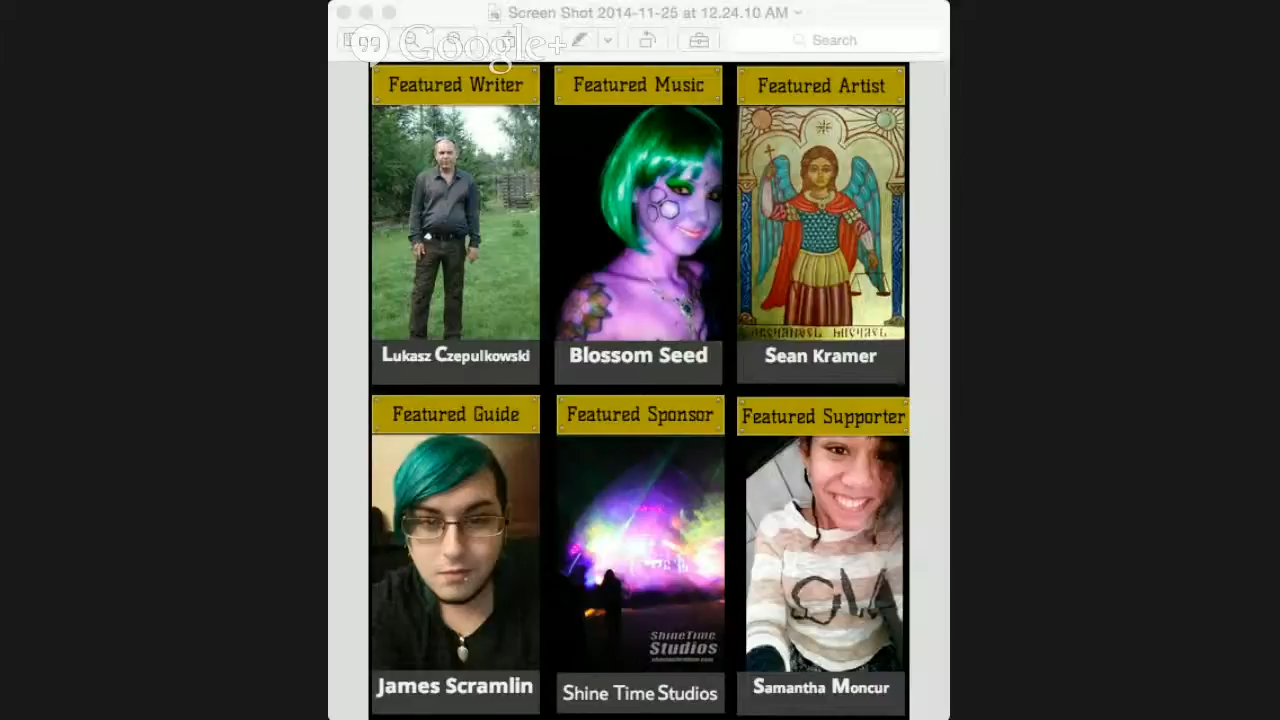 Screen Shot 2014-11-25 at 12.24.10 AM
Google+
Search
Featured Writer
Featured Music
Featured Artist
ARCHANGEL MICHAEL
Lukasz Czepulkowski
Blossom Seed
Sean Kramer
Featured Guide
Featured Sponsor
Featured Supporter
ShineTime
Studios
James Scramlin
Shine Time Studios
Samantha Moncur